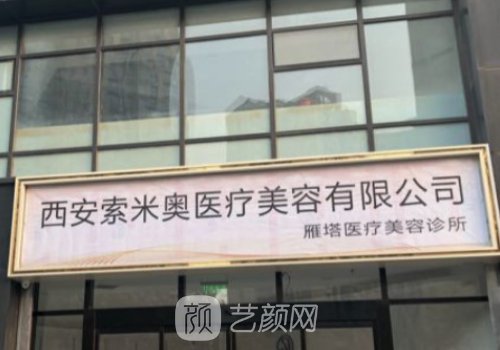 西安索米奥医疗美容有限公司
雁塔医疗美容诊所
颜 艺颜网